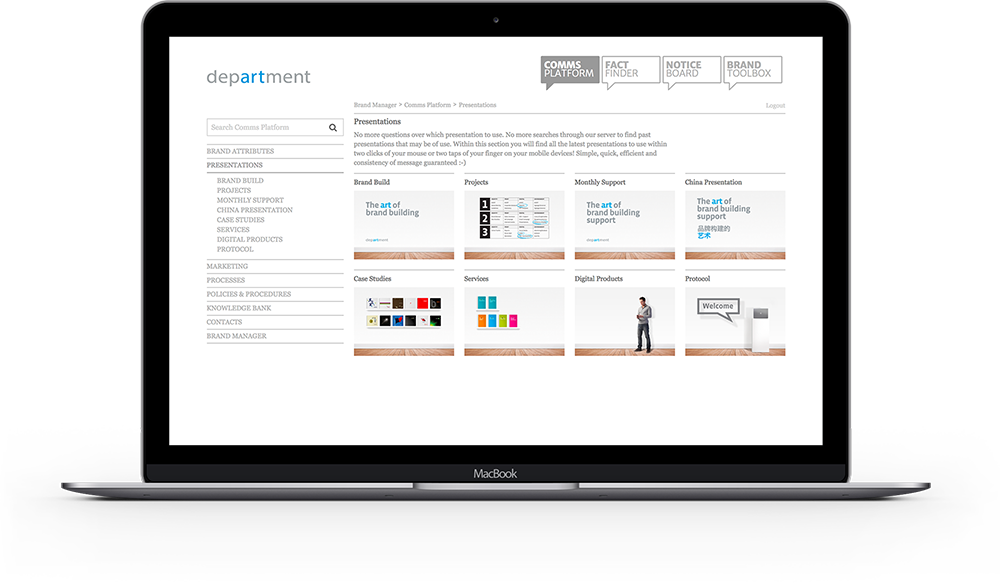 department
COMMS
PLATFORM
FACT
FINDER
NOTICE
BOARD
BRAND
TOOLBOX
Brand Manager > Comms Platform > Presentations
Logout
Search Comms Platform
BRAND ATTRIBUTES
PRESENTATIONS
BRAND BUILD
PROJECTS
MONTHLY SUPPORT
CHINA PRESENTATION
CASE STUDIES
SERVICES
DIGITAL PRODUCTS
PROTOCOL
MARKETING
PROCESSES
POLICIES & PROCEDURES
KNOWLEDGE BANK
CONTACTS
BRAND MANAGER
Presentations
No more questions over which presentation to use. No more searches through our server to find past
presentations that may be of use. Within this section you will find all the latest presentations to use within
two clicks of your mouse or two taps of your finger on your mobile devices! Simple, quick, efficient and
consistency of message guaranteed :-)
Brand Build
The art of
brand building
department
Projects
1
2
3
Monthly Support
The art of
brand building
support
department
China Presentation
The art of
brand building
support
品牌构建的
艺术
Case Studies
Services
Digital Products
Protocol
Welcome
MacBook